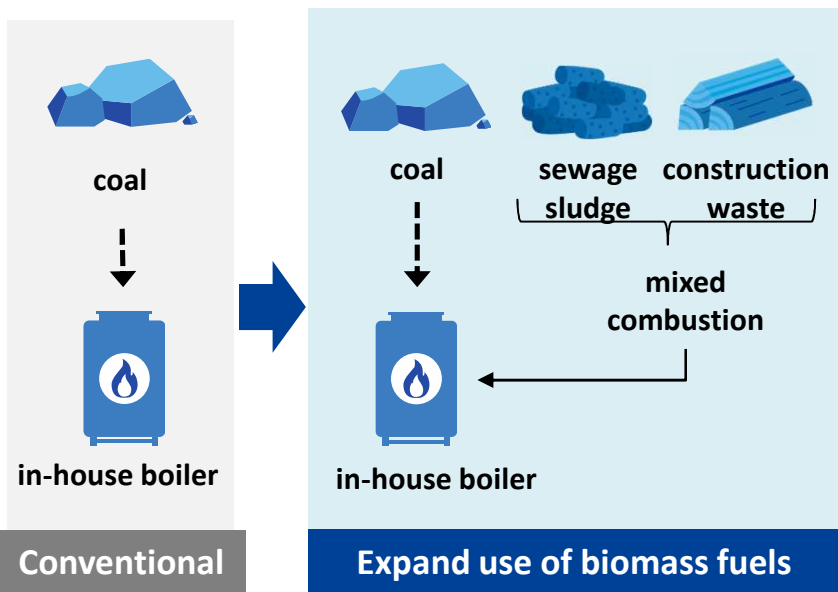 coal
in-house boiler
Conventional
coal
sewage
sludge
construction
waste
mixed
combustion
in-house boiler
Expand use of biomass fuels